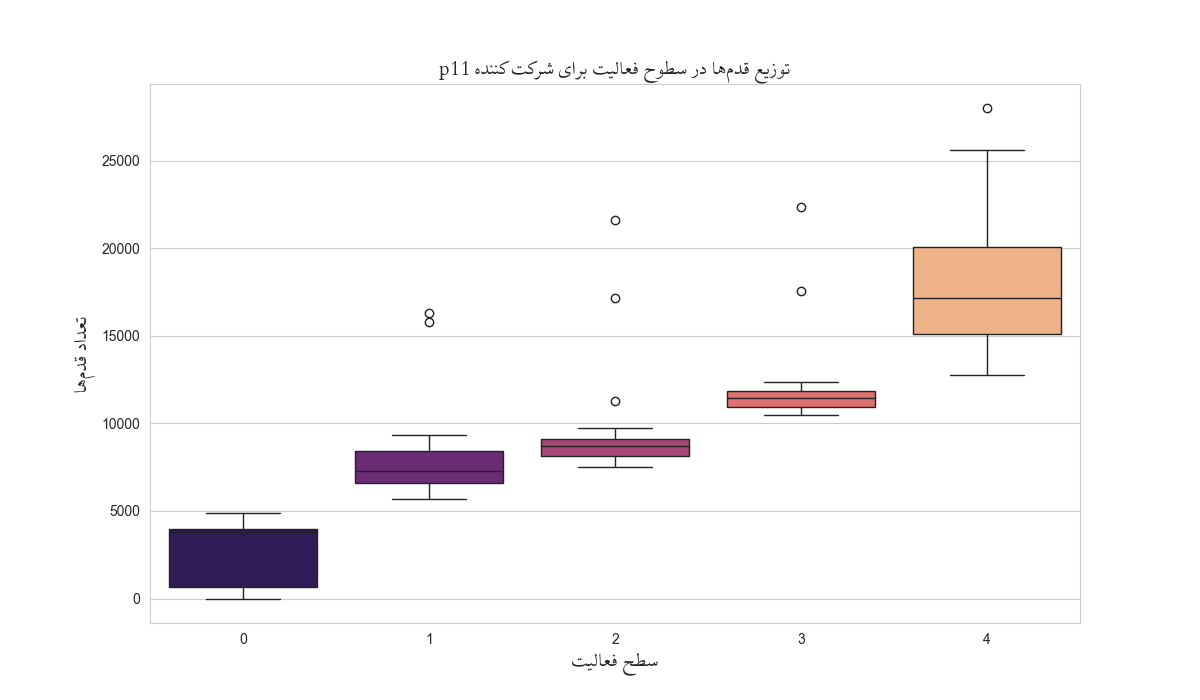 توزیع قدم‌ها در سطوح فعالیت برای شرکت‌کننده p11
25000
20000
15000
10000
5000
0
تعداد قدم‌ها
0 1 2 3 4
سطح فعالیت